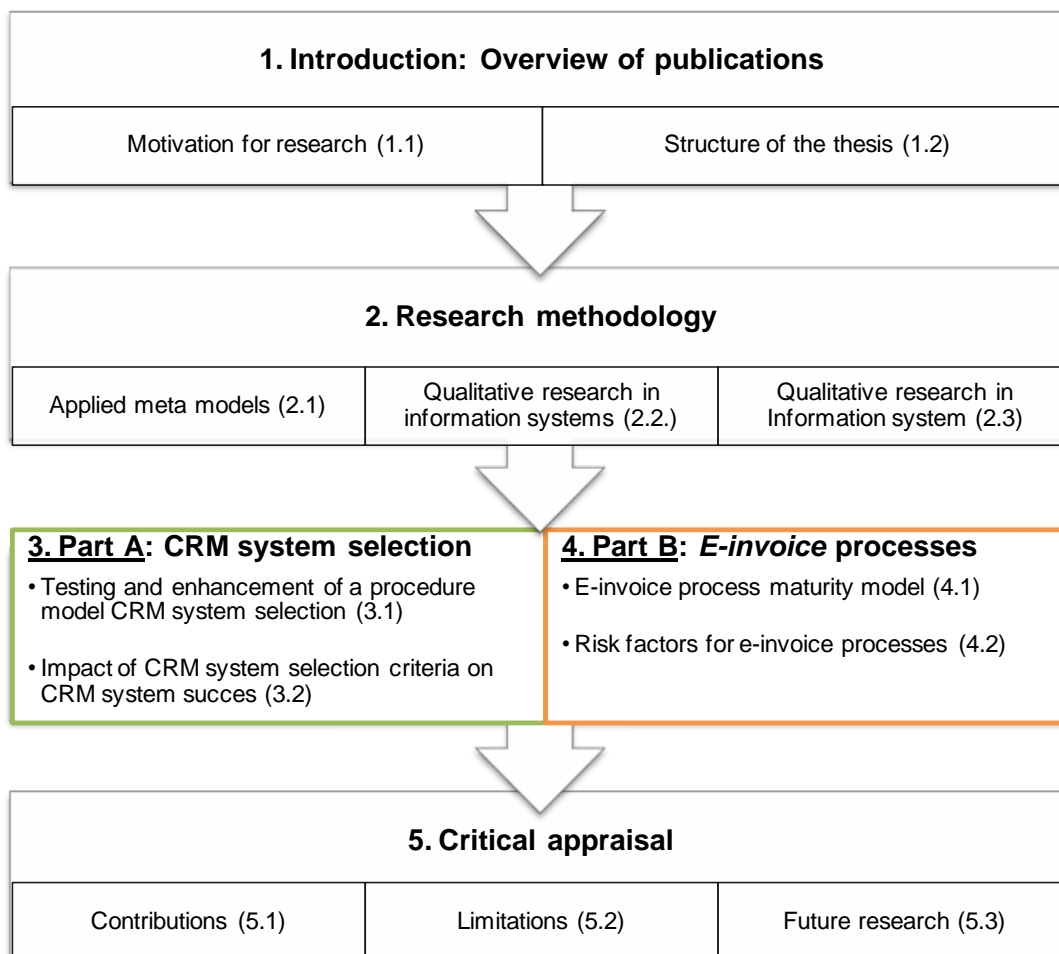 1. Introduction: Overview of publications
Motivation for research (1.1)
Structure of the thesis (1.2)
2. Research methodology
Applied meta models (2.1)
Qualitative research in
information systems (2.2.)
Qualitative research in
Information system (2.3)
3. Part A: CRM system selection
• Testing and enhancement of a procedure
model CRM system selection (3.1)
• Impact of CRM system selection criteria on
CRM system succes (3.2)
4. Part B: E-invoice processes
• E-invoice process maturity model (4.1)
• Risk factors for e-invoice processes (4.2)
5. Critical appraisal
Contributions (5.1)
Limitations (5.2)
Future research (5.3)